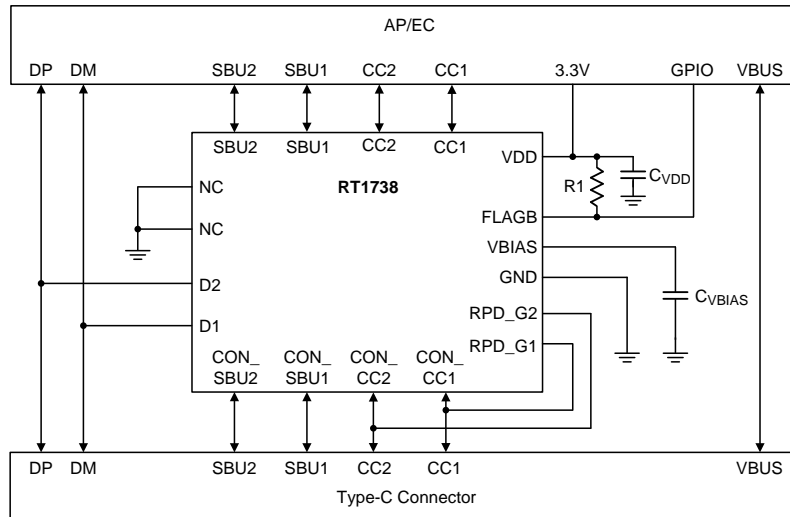 AP/EC
DP DM SBU2 SBU1 CC2 CC1 3.3V GPIO VBUS
SBU2 SBU1 CC2 CC1
VDD
NC RT1738 R1 CVDD
FLAGB
NC VBIAS
GND
D2 CVBIAS
RPD_G2
D1 RPD_G1
CON_ CON_ CON_ CON_
SBU2 SBU1 CC2 CC1
DP DM SBU2 SBU1 CC2 CC1 VBUS
Type-C Connector